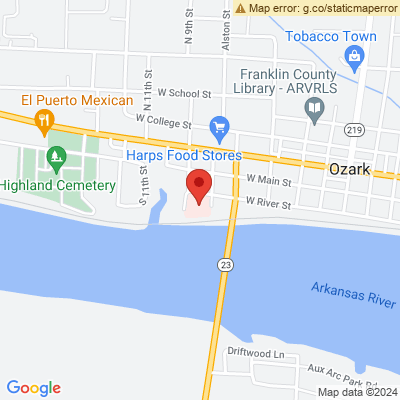 Map error: g.co/staticmaperror
N 9th St
Alston St
Tobacco Town
N 11th St
Franklin County
Library - ARVRLS
W School St
El Puerto Mexican
W College St
219
Harps Food Stores
Ozark
Highland Cemetery
W Main St
S 11th St
W River St
23
Arkansas River
Driftwood Ln
Aux Arc Park Rd
23
Google
Map data ©2024